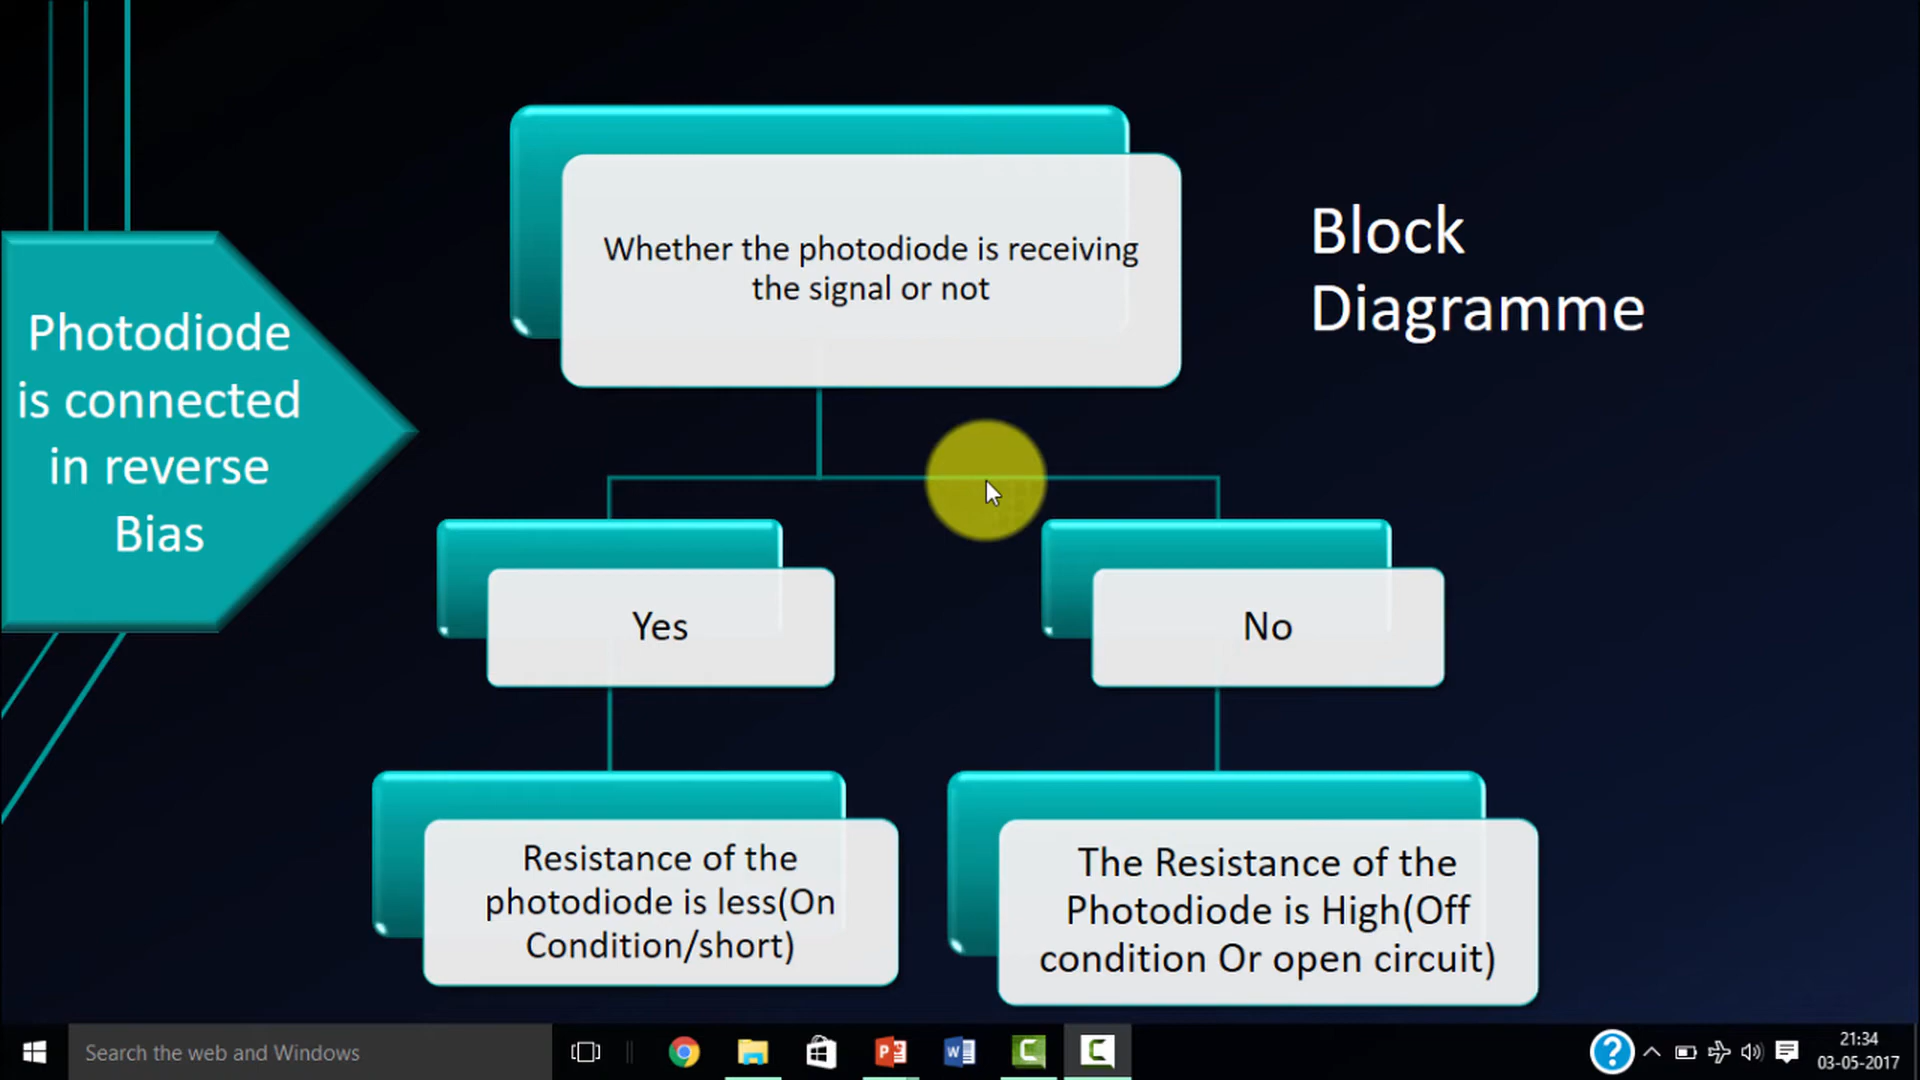 Photodiode
is connected
in reverse
Bias
Whether the photodiode is receiving
the signal or not
Block
Diagramme
Yes
No
Resistance of the
photodiode is less(On
Condition/short)
The Resistance of the
Photodiode is High(Off
condition Or open circuit)
Search the web and Windows
21:34
03-05-2017